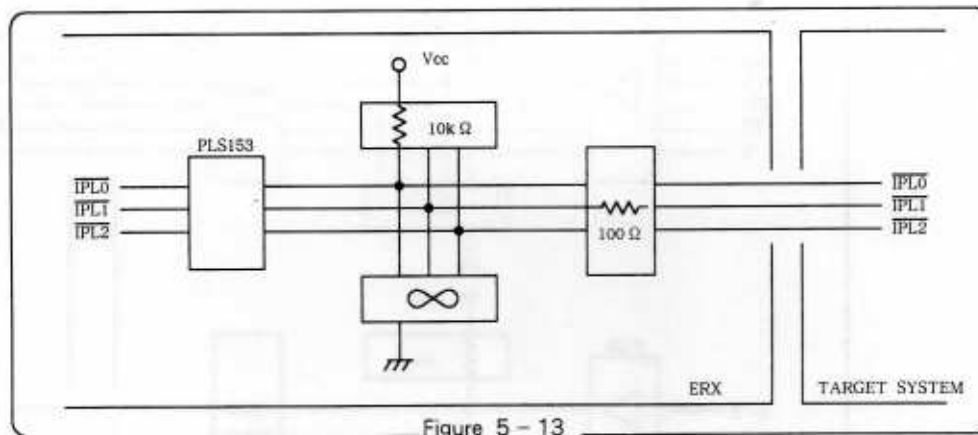 Vcc
10k Ω
PLS153
IPL0
IPL1
IPL2
100 Ω
IPL0
IPL1
IPL2
ERX
TARGET SYSTEM
Figure 5 – 13